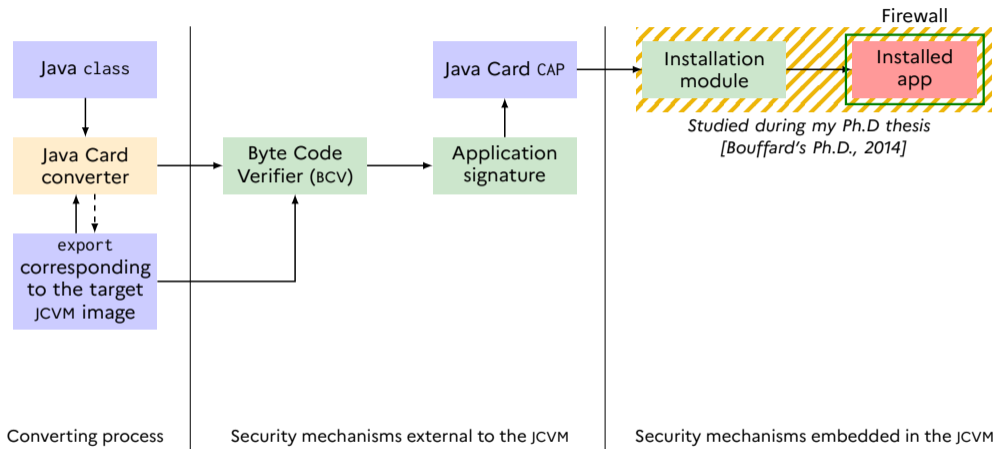 Firewall
Java class
Java Card CAP
Installation
module
Installed
app
Studied during my Ph.D thesis
[Bouffard's Ph.D., 2014]
Java Card
converter
Byte Code
Verifier (BCV)
Application
signature
export
corresponding
to the target
JCVM image
Converting process
Security mechanisms external to the JCVM
Security mechanisms embedded in the JCVM